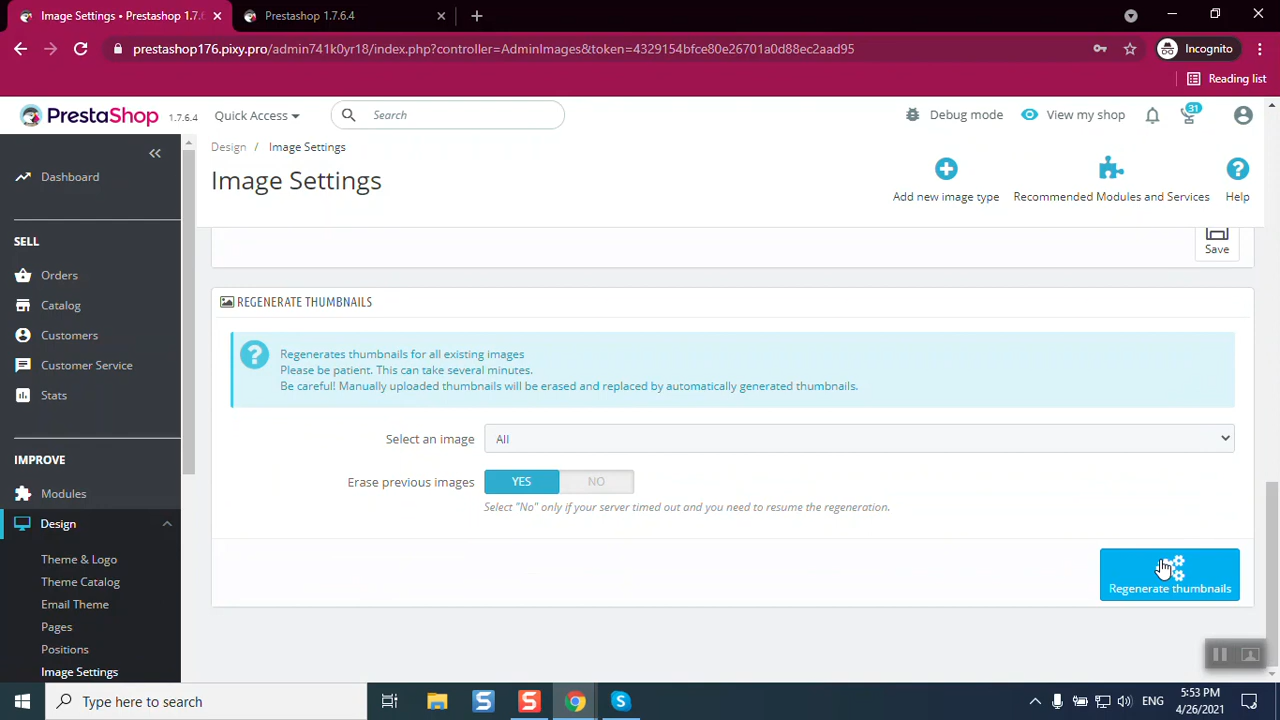 Image Settings • Prestashop 1.7.6
Prestashop 1.7.6.4
prestashop176.pixy.pro/admin741k0yr18/index.php?controller=AdminImages&token=4329154bfce80e26701a0d88ec2aad95
Incognito
Reading list
PrestaShop 1.7.6.4
Quick Access
Search
Debug mode
View my shop
31
Design / Image Settings
Image Settings
Add new image type
Recommended Modules and Services
Help
Dashboard
SELL
Orders
Catalog
Customers
Customer Service
Stats
IMPROVE
Modules
Design
Theme & Logo
Theme Catalog
Email Theme
Pages
Positions
Image Settings
Save
REGENERATE THUMBNAILS
Regenerates thumbnails for all existing images
Please be patient. This can take several minutes.
Be careful! Manually uploaded thumbnails will be erased and replaced by automatically generated thumbnails.
Select an image All
Erase previous images YES NO
Select "No" only if your server timed out and you need to resume the regeneration.
Regenerate thumbnails
Type here to search
ENG
5:53 PM
4/26/2021